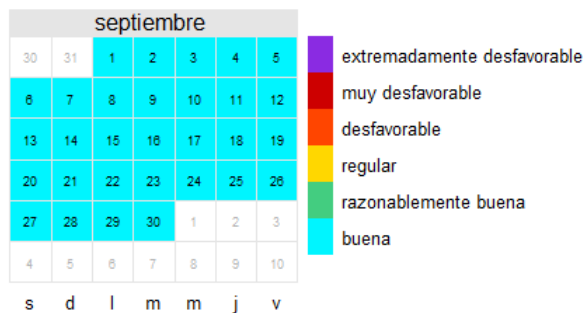 septiembre
30 31 1 2 3 4 5
6 7 8 9 10 11 12
13 14 15 16 17 18 19
20 21 22 23 24 25 26
27 28 29 30 1 2 3
4 5 6 7 8 9 10
s d l m m j v
extremadamente desfavorable
muy desfavorable
desfavorable
regular
razonablemente buena
buena